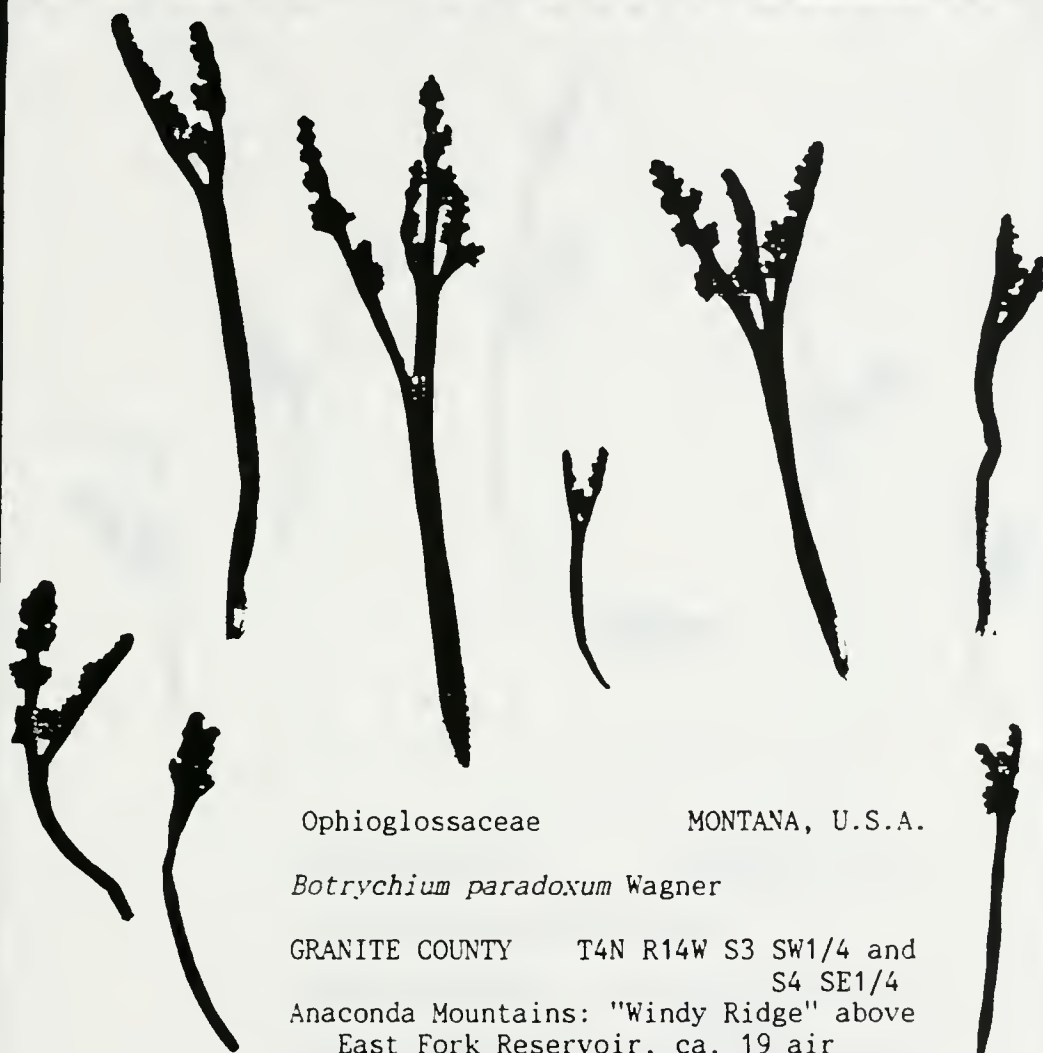 Ophioglossaceae MONTANA, U.S.A.
Botrychium paradoxum Wagner
GRANITE COUNTY T4N R14W S3 SW1/4 and
S4 SE1/4
Anaconda Mountains: "Windy Ridge" above
East Fork Reservoir, ca. 19 air